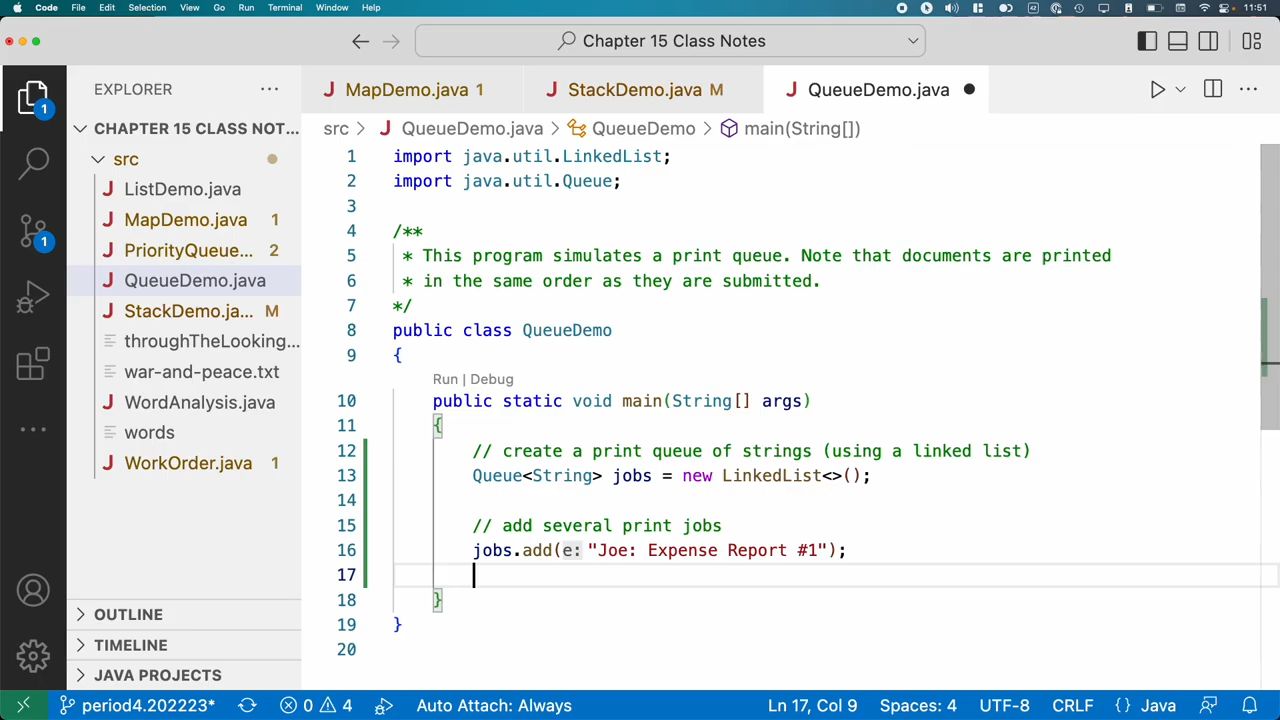 Code File Edit Selection View Go Run Terminal Window Help 11:51
Chapter 15 Class Notes
EXPLORER
MapDemo.java 1
StackDemo.java M
QueueDemo.java
CHAPTER 15 CLASS NOT...
src > QueueDemo.java > QueueDemo > main(String[])
src
ListDemo.java
MapDemo.java 1
PriorityQueue... 2
QueueDemo.java
StackDemo.ja... M
throughTheLooking...
war-and-peace.txt
WordAnalysis.java
words
WorkOrder.java 1
OUTLINE
TIMELINE
JAVA PROJECTS
1 import java.util.LinkedList;
2 import java.util.Queue;
3
4 /**
5 * This program simulates a print queue. Note that documents are printed
6 * in the same order as they are submitted.
7 */
8 public class QueueDemo
9 {
Run | Debug
10 public static void main(String[] args)
11 {
12 // create a print queue of strings (using a linked list)
13 Queue<String> jobs = new LinkedList<>();
14
15 // add several print jobs
16 jobs.add(e: "Joe: Expense Report #1");
17
18 }
19 }
20
1
1
period4.202223* 0 4 Auto Attach: Always Ln 17, Col 9 Spaces: 4 UTF-8 CRLF {} Java